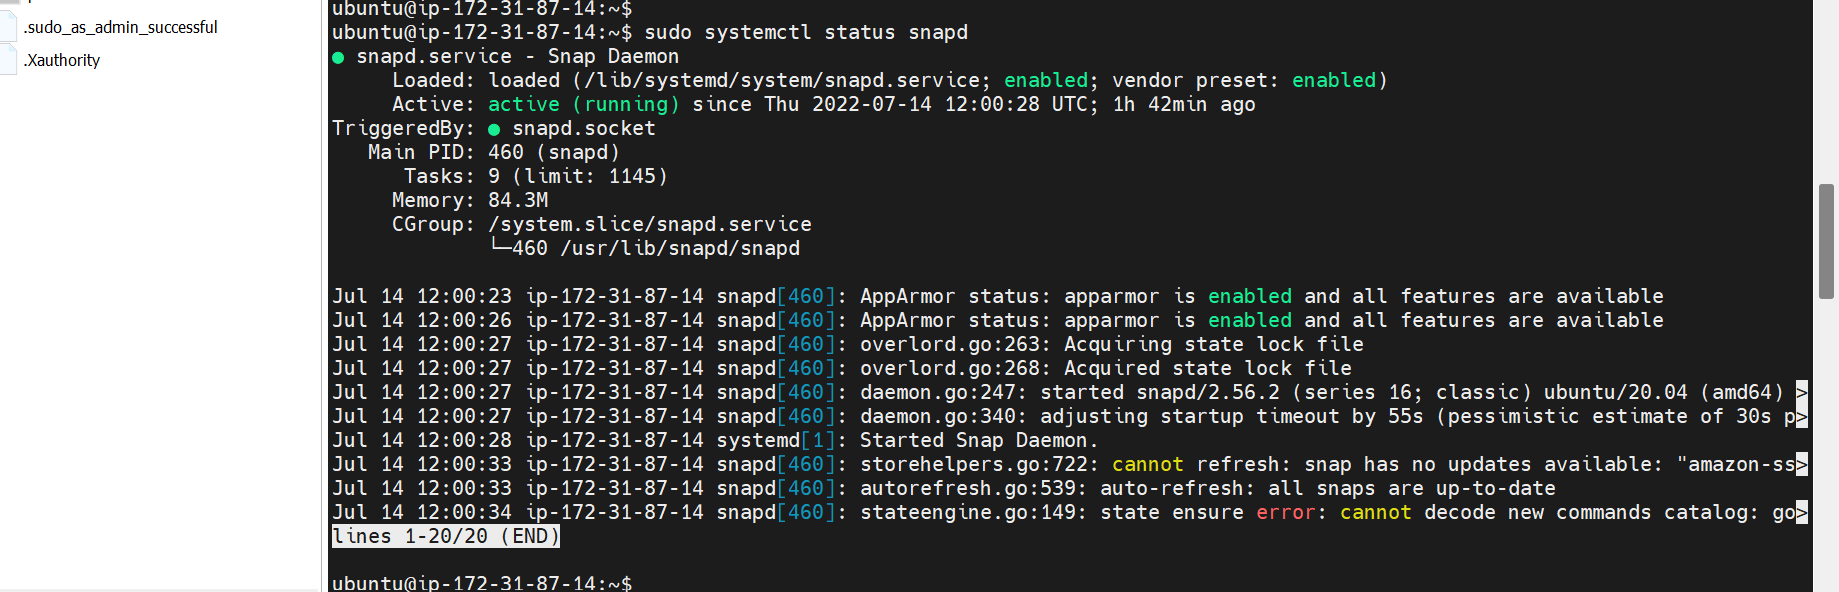 .sudo_as_admin_successful
.Xauthority
ubuntu@ip-172-31-87-14:~$
ubuntu@ip-172-31-87-14:~$ sudo systemctl status snapd
● snapd.service - Snap Daemon
     Loaded: loaded (/lib/systemd/system/snapd.service; enabled; vendor preset: enabled)
     Active: active (running) since Thu 2022-07-14 12:00:28 UTC; 1h 42min ago
TriggeredBy: ● snapd.socket
   Main PID: 460 (snapd)
      Tasks: 9 (limit: 1145)
     Memory: 84.3M
     CGroup: /system.slice/snapd.service
             └─460 /usr/lib/snapd/snapd
Jul 14 12:00:23 ip-172-31-87-14 snapd[460]: AppArmor status: apparmor is enabled and all features are available
Jul 14 12:00:26 ip-172-31-87-14 snapd[460]: AppArmor status: apparmor is enabled and all features are available
Jul 14 12:00:27 ip-172-31-87-14 snapd[460]: overlord.go:263: Acquiring state lock file
Jul 14 12:00:27 ip-172-31-87-14 snapd[460]: overlord.go:268: Acquired state lock file
Jul 14 12:00:27 ip-172-31-87-14 snapd[460]: daemon.go:247: started snapd/2.56.2 (series 16; classic) ubuntu/20.04 (amd64) >
Jul 14 12:00:27 ip-172-31-87-14 snapd[460]: daemon.go:340: adjusting startup timeout by 55s (pessimistic estimate of 30s p>
Jul 14 12:00:28 ip-172-31-87-14 systemd[1]: Started Snap Daemon.
Jul 14 12:00:33 ip-172-31-87-14 snapd[460]: storehelpers.go:722: cannot refresh: snap has no updates available: "amazon-ss>
Jul 14 12:00:33 ip-172-31-87-14 snapd[460]: autorefresh.go:539: auto-refresh: all snaps are up-to-date
Jul 14 12:00:34 ip-172-31-87-14 snapd[460]: stateengine.go:149: state ensure error: cannot decode new commands catalog: go>
lines 1-20/20 (END)
ubuntu@ip-172-31-87-14:~$